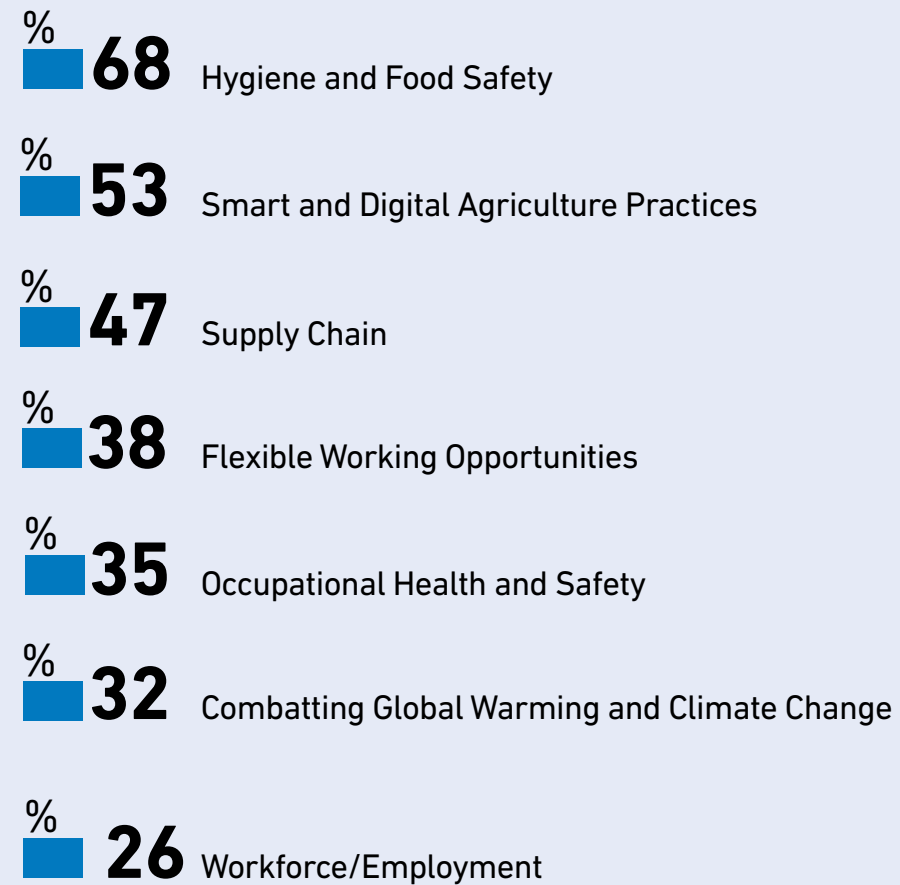 %
68 Hygiene and Food Safety
%
53 Smart and Digital Agriculture Practices
%
47 Supply Chain
%
38 Flexible Working Opportunities
%
35 Occupational Health and Safety
%
32 Combatting Global Warming and Climate Change
%
26 Workforce/Employment